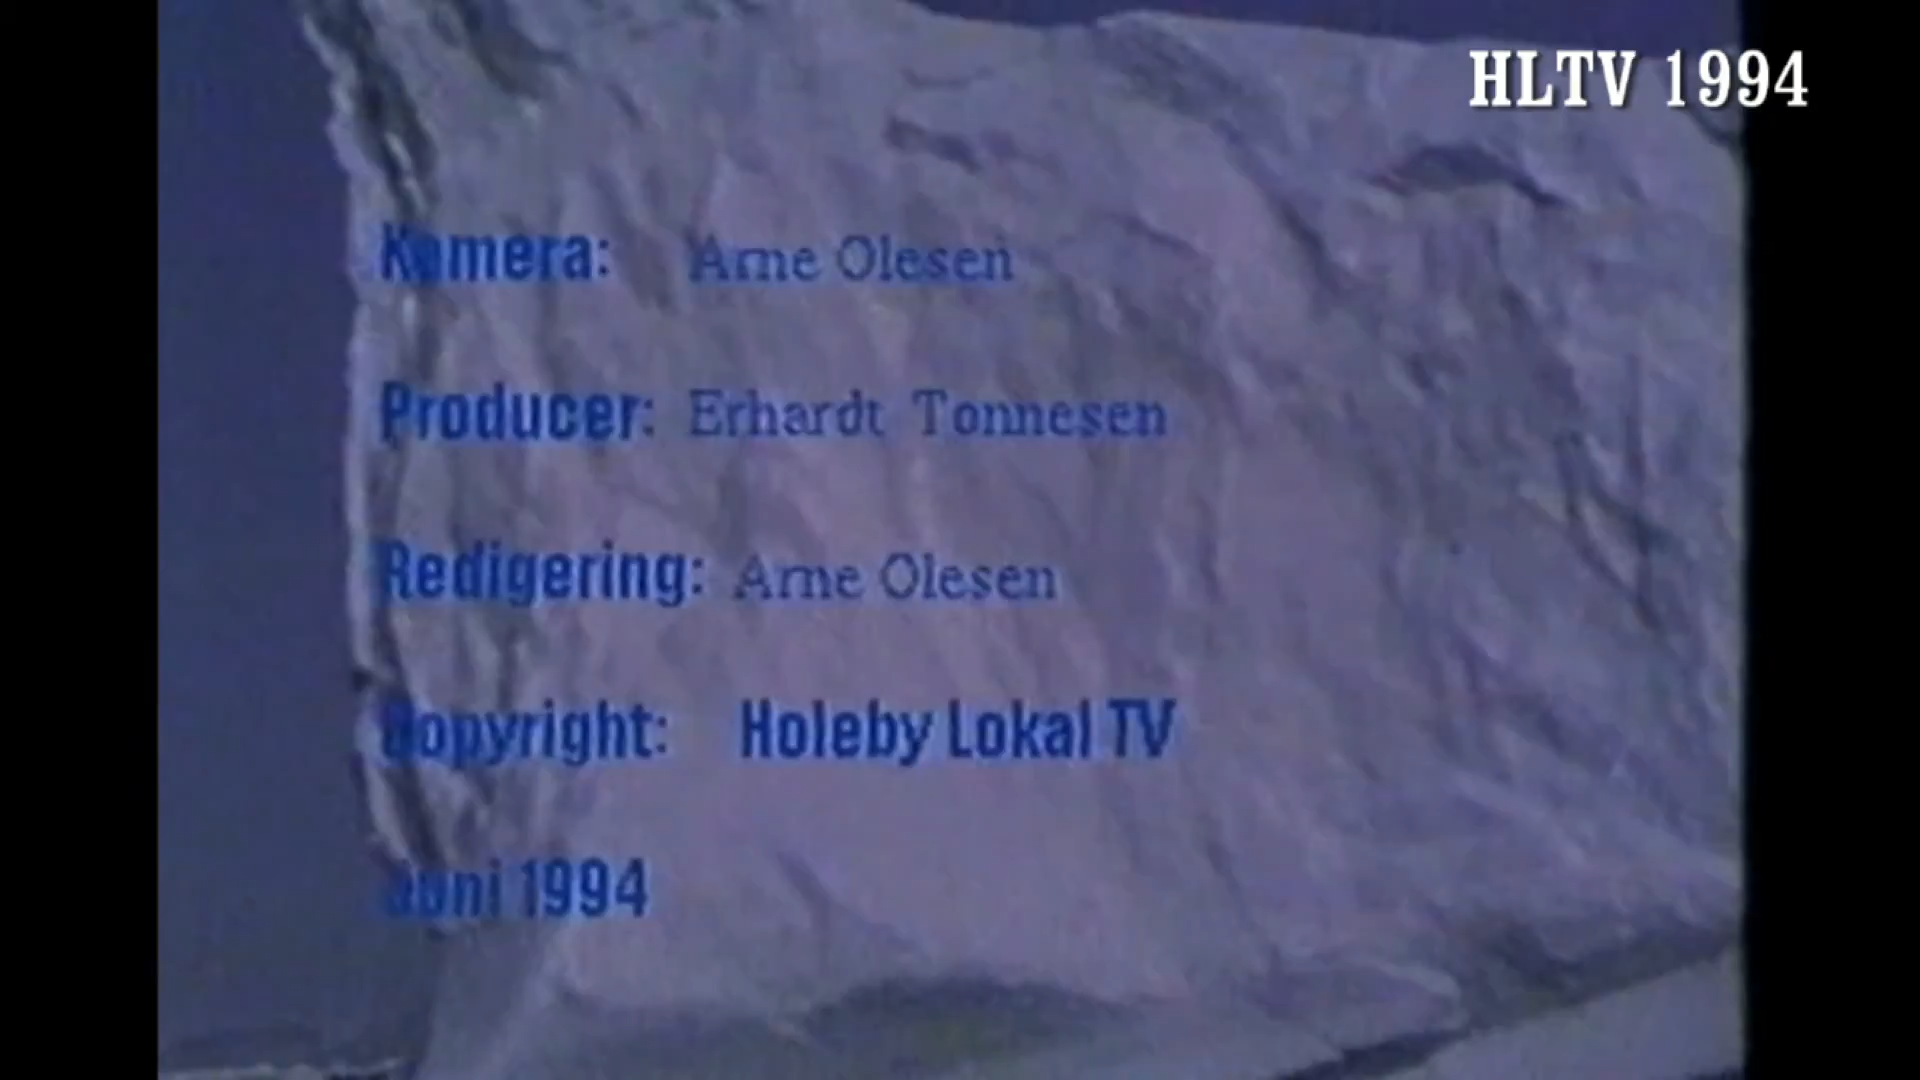 HLTV 1994
Kamera: Arne Olesen
Producer: Erhardt Tonnesen
Redigering: Arne Olesen
Copyright: Holeby Lokal TV
Juni 1994